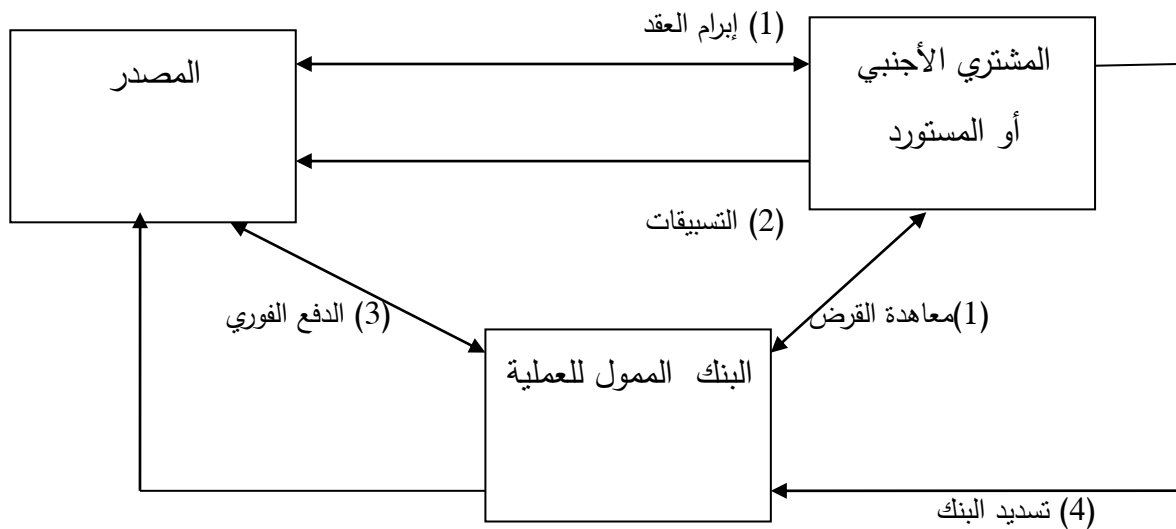 (1) إبرام العقد
المشتري الأجنبي
أو المستورد
المصدر
(2) التسبيقات
(1)معاهدة القرض
(3) الدفع الفوري
البنك الممول للعملية
(4) تسديد البنك